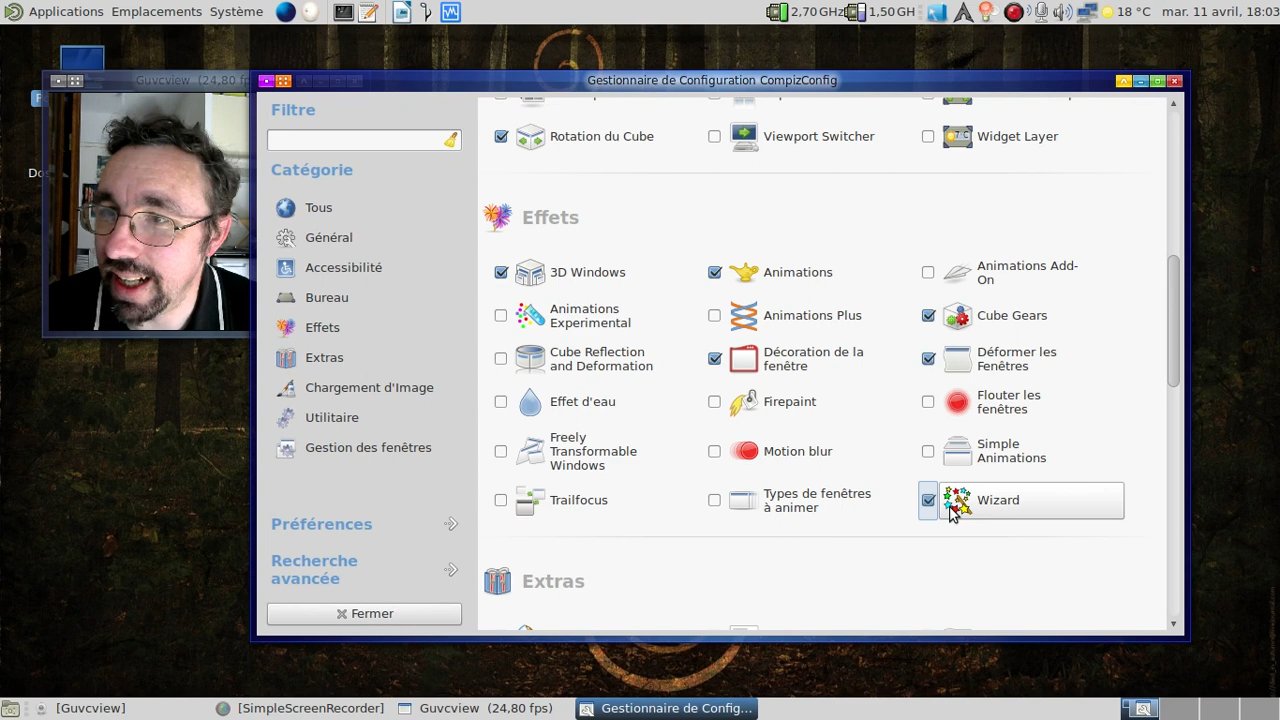 Applications Emplacements Système 2,70 GHz 1,50 GH 18 °C mar. 11 avril, 18:03
Guvcview (24,80 fp
Gestionnaire de Configuration CompizConfig
Filtre
Catégorie
Tous
Général
Accessibilité
Bureau
Effets
Extras
Chargement d'Image
Utilitaire
Gestion des fenêtres
Préférences
Recherche
avancée
Fermer
Rotation du Cube
Viewport Switcher
Widget Layer
Effets
3D Windows
Animations
Animations Add-
On
Animations
Experimental
Animations Plus
Cube Gears
Cube Reflection
and Deformation
Décoration de la
fenêtre
Déformer les
Fenêtres
Effet d'eau
Firepaint
Flouter les
fenêtres
Freely
Transformable
Windows
Motion blur
Simple
Animations
Trailfocus
Types de fenêtres
à animer
Wizard
Extras
[Guvcview] [SimpleScreenRecorder] Guvcview (24,80 fps) Gestionnaire de Config...